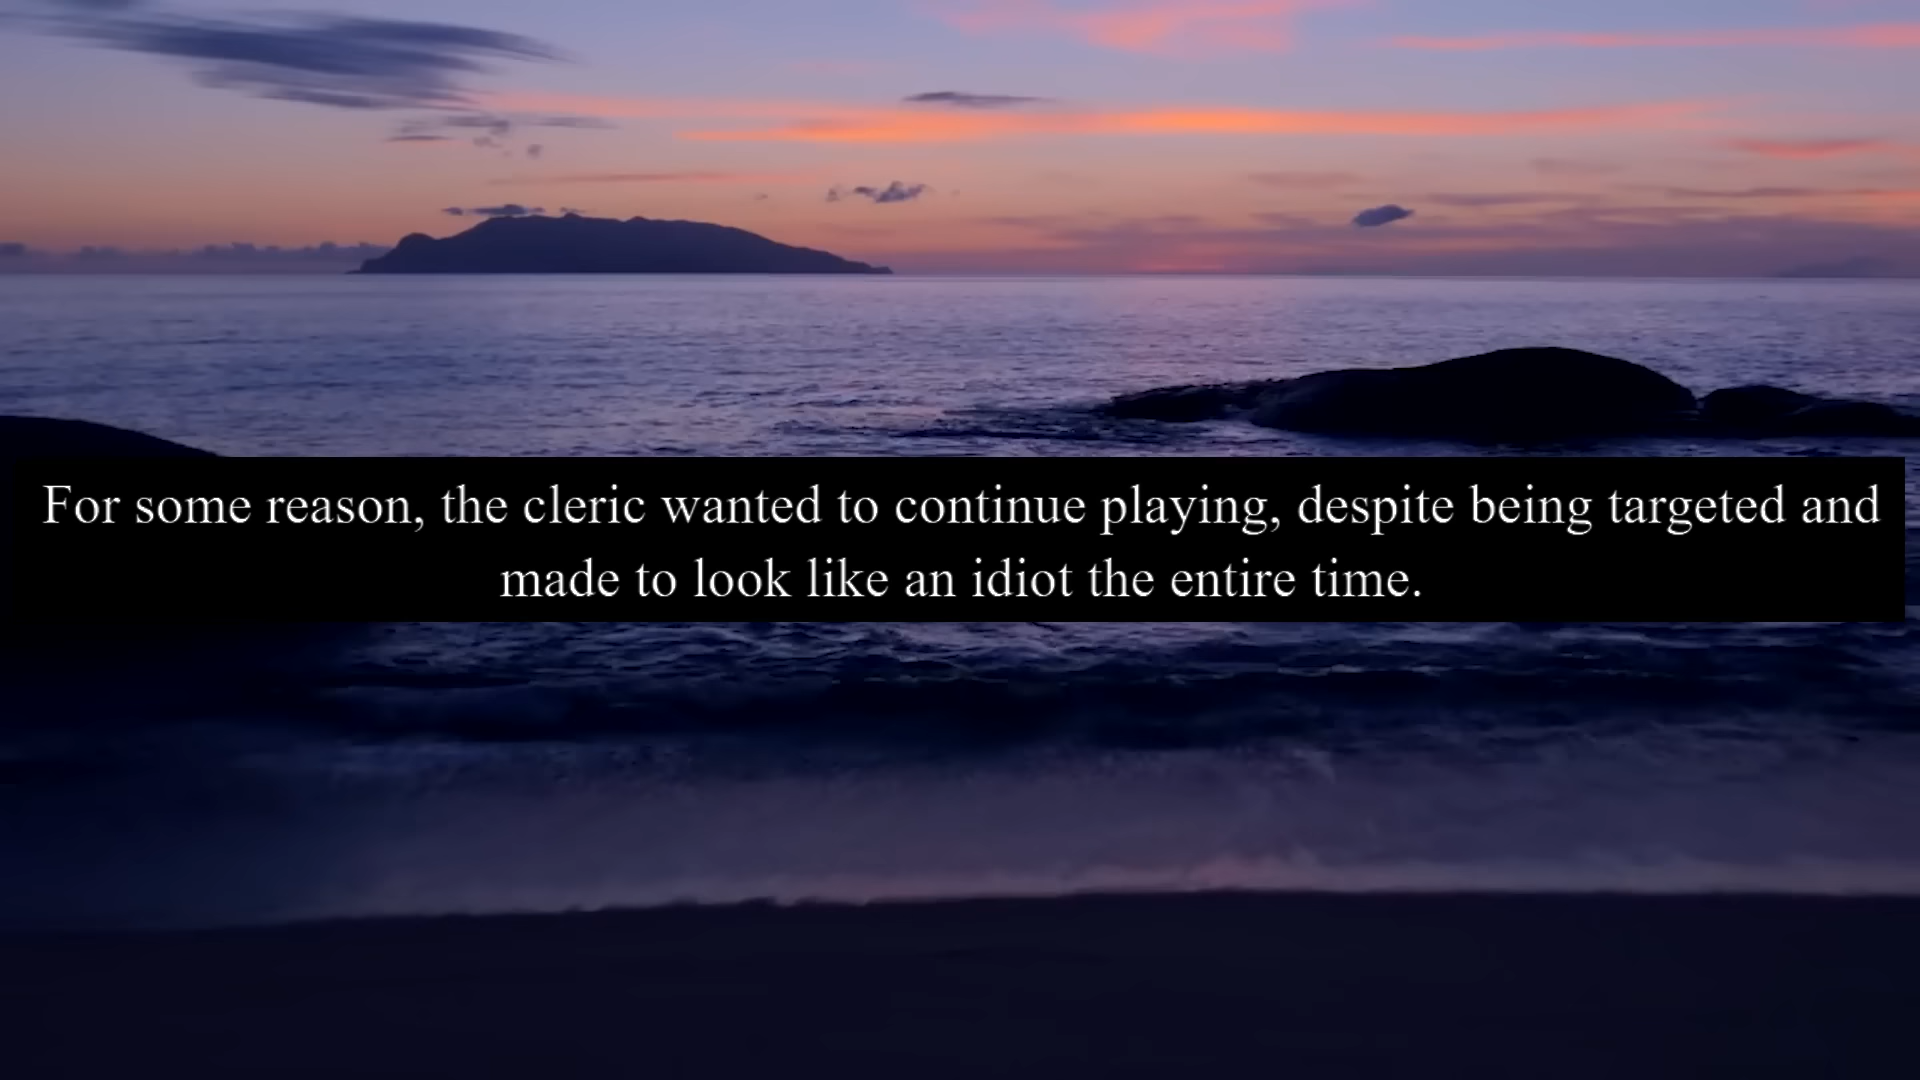 For some reason, the cleric wanted to continue playing, despite being targeted and
made to look like an idiot the entire time.